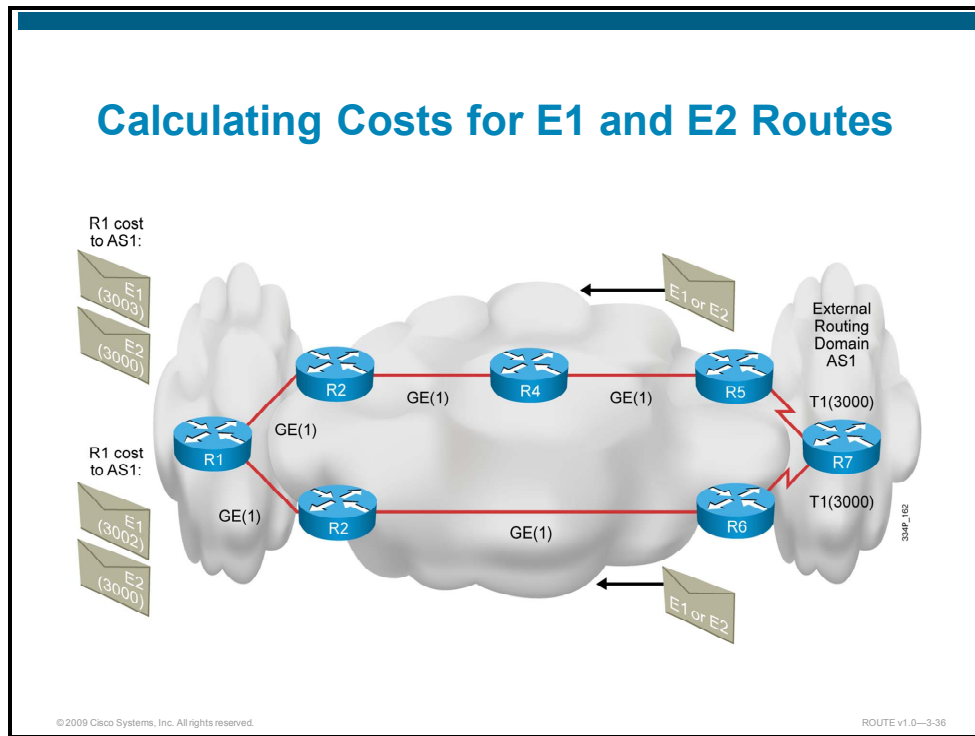 Calculating Costs for E1 and E2 Routes
R1 cost
to AS1:
E1
(3003)
E2
(3000)
E1 or E2
External
Routing
Domain
AS1
R2
GE(1)
R4
GE(1)
R5
T1(3000)
GE(1)
R1
R7
R1 cost
to AS1:
E1
(3002)
E2
(3000)
GE(1)
R2
GE(1)
R6
T1(3000)
334P_162
E1 or E2
© 2009 Cisco Systems, Inc. All rights reserved.
ROUTE v1.0—3-36